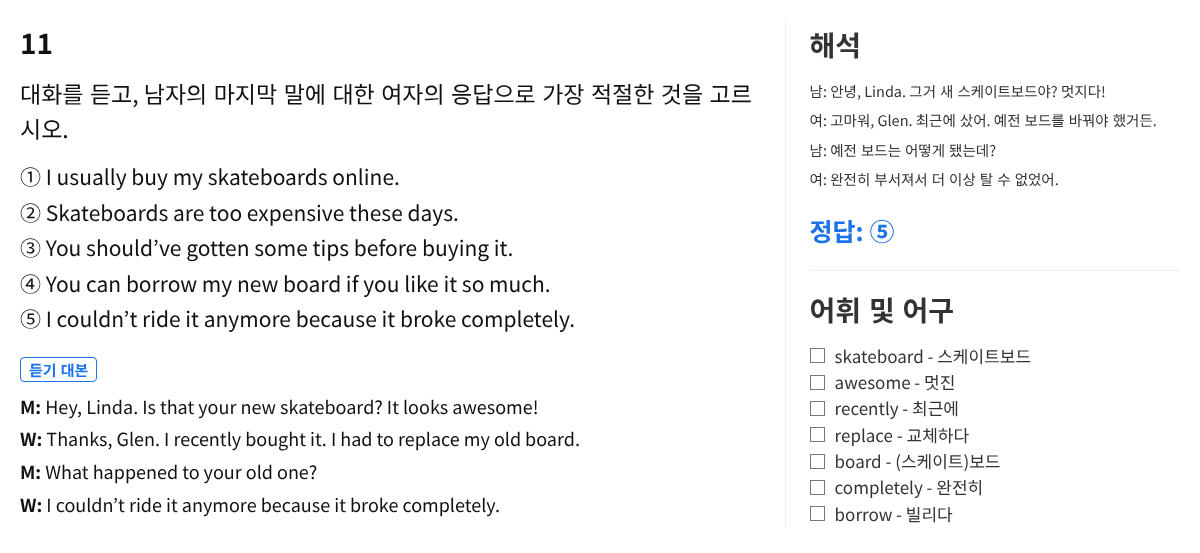 11
대화를 듣고, 남자의 마지막 말에 대한 여자의 응답으로 가장 적절한 것을 고르
시오.
① I usually buy my skateboards online.
② Skateboards are too expensive these days.
③ You should’ve gotten some tips before buying it.
④ You can borrow my new board if you like it so much.
⑤ I couldn’t ride it anymore because it broke completely.
듣기 대본
M: Hey, Linda. Is that your new skateboard? It looks awesome!
W: Thanks, Glen. I recently bought it. I had to replace my old board.
M: What happened to your old one?
W: I couldn’t ride it anymore because it broke completely.
해석
남: 안녕, Linda. 그거 새 스케이트보드야? 멋지다!
여: 고마워, Glen. 최근에 샀어. 예전 보드를 바꿔야 했거든.
남: 예전 보드는 어떻게 됐는데?
여: 완전히 부서져서 더 이상 탈 수 없었어.
정답: ⑤
어휘 및 어구
☐ skateboard - 스케이트보드
☐ awesome - 멋진
☐ recently - 최근에
☐ replace - 교체하다
☐ board - (스케이트)보드
☐ completely - 완전히
☐ borrow - 빌리다